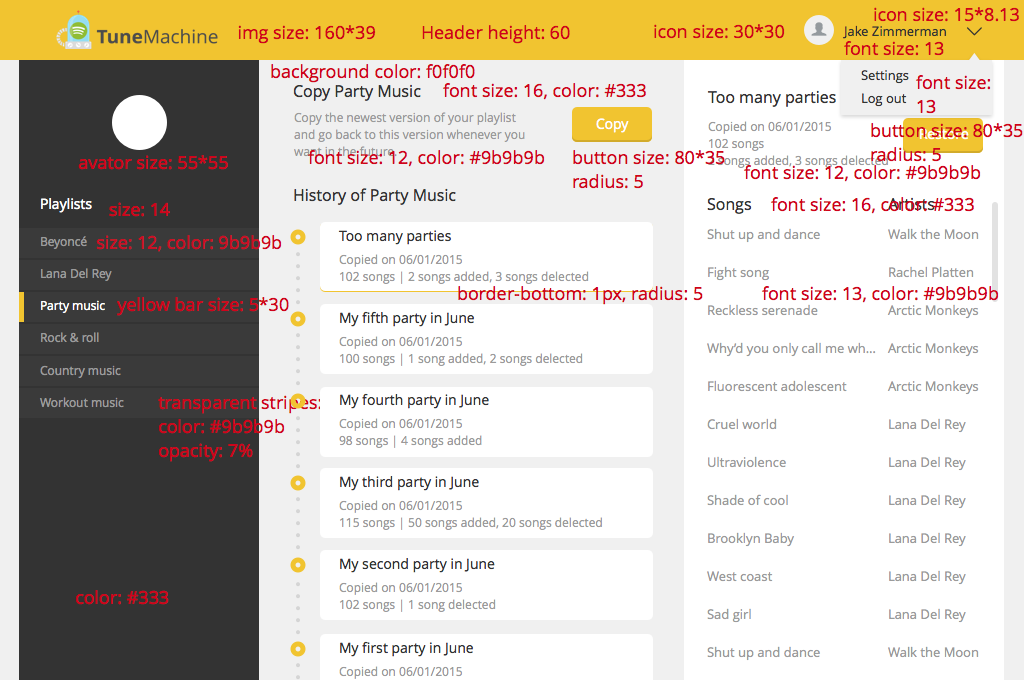 TuneMachine
img size: 160*39
Header height: 60
icon size: 30*30
icon size: 15*8.13
Jake Zimmerman
font size: 13
Settings
Log out
font size:
13
avator size: 55*55
Playlists
size: 14
Beyoncé
size: 12, color: 9b9b9b
Lana Del Rey
Party music
yellow bar size: 5*30
Rock & roll
Country music
Workout music
transparent stripes:
color: #9b9b9b
opacity: 7%
color: #333
background color: f0f0f0
Copy Party Music
font size: 16, color: #333
Copy the newest version of your playlist
and go back to this version whenever you
want in the future.
font size: 12, color: #9b9b9b
Copy
button size: 80*35
radius: 5
History of Party Music
Too many parties
Copied on 06/01/2015
102 songs | 2 songs added, 3 songs delected
border-bottom: 1px, radius: 5
My fifth party in June
Copied on 06/01/2015
100 songs | 1 song added, 2 songs delected
My fourth party in June
Copied on 06/01/2015
98 songs | 4 songs added
My third party in June
Copied on 06/01/2015
115 songs | 50 songs added, 20 songs delected
My second party in June
Copied on 06/01/2015
102 songs | 1 song delected
My first party in June
Copied on 06/01/2015
Too many parties
Copied on 06/01/2015
102 songs
songs added, 3 songs delected
button size: 80*35
radius: 5
font size: 12, color: #9b9b9b
Songs Artists
font size: 16, color: #333
Shut up and dance Walk the Moon
Fight song Rachel Platten
font size: 13, color: #9b9b9b
Reckless serenade Arctic Monkeys
Why'd you only call me wh... Arctic Monkeys
Fluorescent adolescent Arctic Monkeys
Cruel world Lana Del Rey
Ultraviolence Lana Del Rey
Shade of cool Lana Del Rey
Brooklyn Baby Lana Del Rey
West coast Lana Del Rey
Sad girl Lana Del Rey
Shut up and dance Walk the Moon